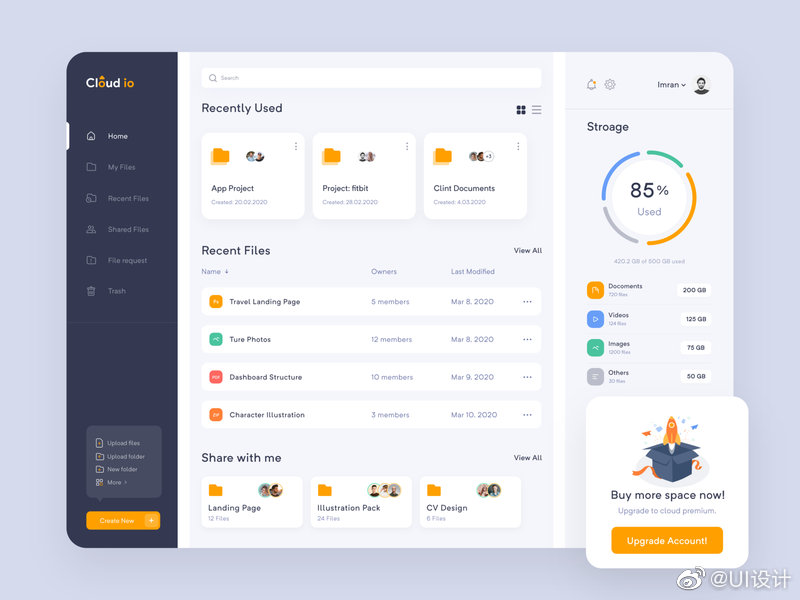 Cloud io
Home
My Files
Recent Files
Shared Files
File request
Trash
Upload files
Upload folder
New folder
More >
Create New +
Search
Recently Used
App Project
Created: 20.02.2020
Project: fitbit
Created: 28.02.2020
+3
Clint Documents
Created: 4.03.2020
Recent Files
View All
Name ↓ Owners Last Modified
Ps Travel Landing Page 5 members Mar 8. 2020
Ture Photos 12 members Mar 8. 2020
PDF Dashboard Structure 10 members Mar 9. 2020
Character Illustration 3 members Mar 10. 2020
Share with me
View All
Landing Page
12 Files
Illustration Pack
24 Files
CV Design
6 Files
Imran
Stroage
85%
Used
420.2 GB of 500 GB used
Docoments
720 files
200 GB
Videos
124 files
125 GB
Images
1200 files
75 GB
Others
30 files
50 GB
Buy more space now!
Upgrade to cloud premium.
Upgrade Account!
@UI设计